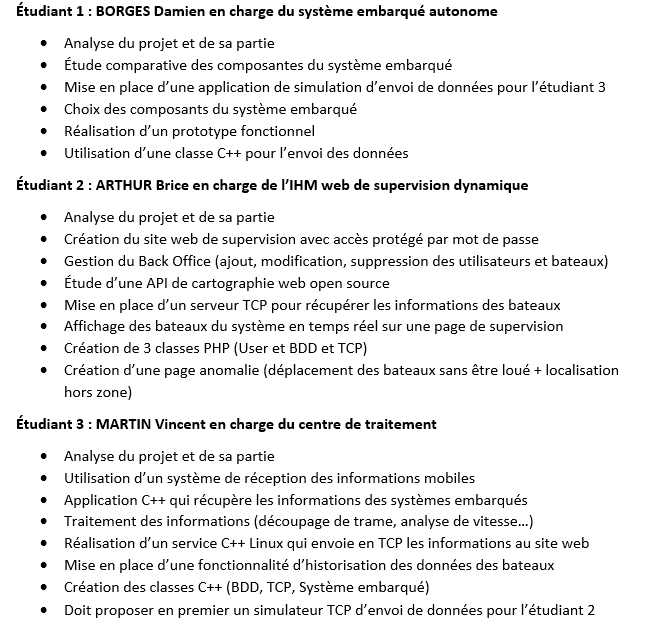 Étudiant 1 : BORGES Damien en charge du système embarqué autonome
• Analyse du projet et de sa partie
• Étude comparative des composantes du système embarqué
• Mise en place d’une application de simulation d’envoi de données pour l’étudiant 3
• Choix des composants du système embarqué
• Réalisation d’un prototype fonctionnel
• Utilisation d’une classe C++ pour l’envoi des données
Étudiant 2 : ARTHUR Brice en charge de l’IHM web de supervision dynamique
• Analyse du projet et de sa partie
• Création du site web de supervision avec accès protégé par mot de passe
• Gestion du Back Office (ajout, modification, suppression des utilisateurs et bateaux)
• Étude d’une API de cartographie web open source
• Mise en place d’un serveur TCP pour récupérer les informations des bateaux
• Affichage des bateaux du système en temps réel sur une page de supervision
• Création de 3 classes PHP (User et BDD et TCP)
• Création d’une page anomalie (déplacement des bateaux sans être loué + localisation
hors zone)
Étudiant 3 : MARTIN Vincent en charge du centre de traitement
• Analyse du projet et de sa partie
• Utilisation d’un système de réception des informations mobiles
• Application C++ qui récupère les informations des systèmes embarqués
• Traitement des informations (découpage de trame, analyse de vitesse…)
• Réalisation d’un service C++ Linux qui envoie en TCP les informations au site web
• Mise en place d’une fonctionnalité d’historisation des données des bateaux
• Création des classes C++ (BDD, TCP, Système embarqué)
• Doit proposer en premier un simulateur TCP d’envoi de données pour l’étudiant 2